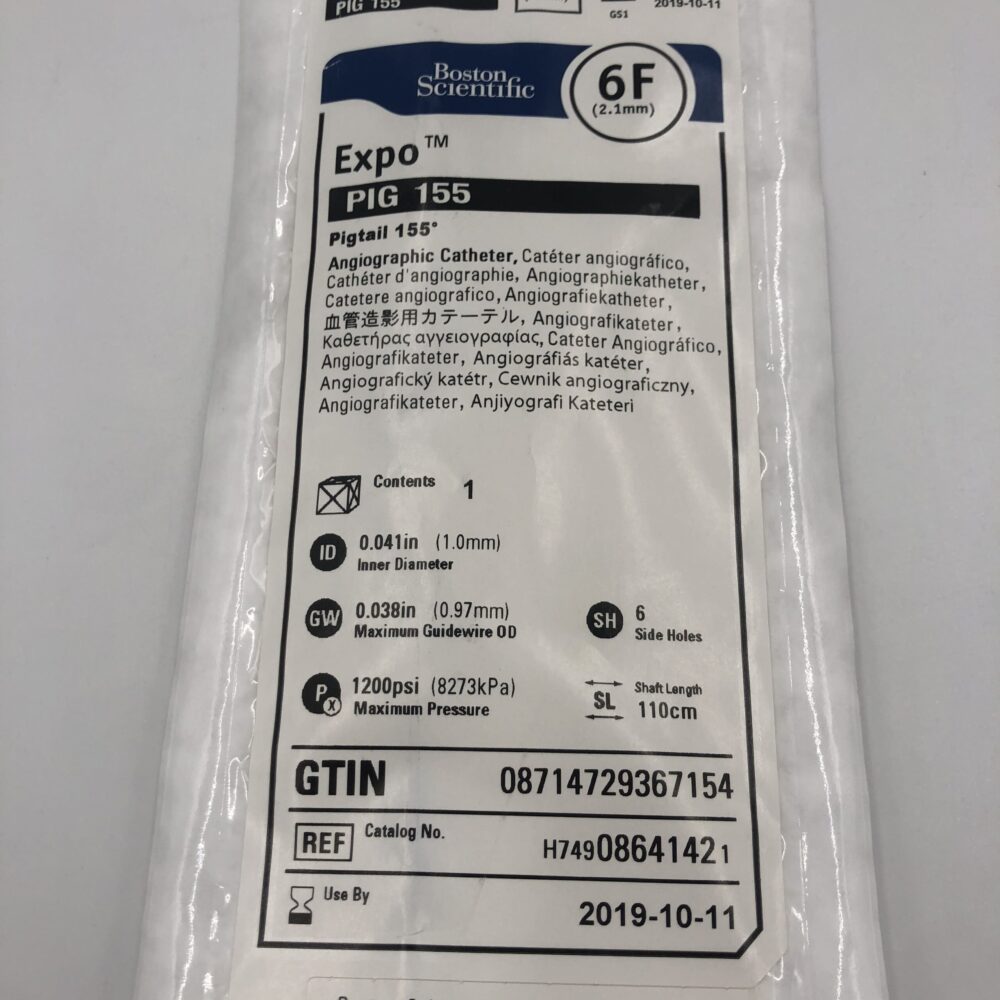 PIG 155
GS1
2019-10-11
Boston
Scientific
6F
(2.1mm)
Expo™
PIG 155
Pigtail 155°
Angiographic Catheter, Catéter angiográfico,
Cathéter d'angiographie, Angiographiekatheter,
Catetere angiografico, Angiografiekatheter,
血管造影用カテーテル, Angiografikateter,
Καθετήρας αγγειογραφίας, Cateter Angiográfico,
Angiografikateter, Angiográfiás katéter,
Angiografický katétr, Cewnik angiograficzny,
Angiografikateter, Anjiyografi Kateteri
Contents 1
ID 0.041in (1.0mm)
Inner Diameter
GW 0.038in (0.97mm)
Maximum Guidewire OD
SH 6
Side Holes
PX 1200psi (8273kPa)
Maximum Pressure
SL Shaft Length
110cm
GTIN 08714729367154
REF Catalog No. H74908641421
Use By 2019-10-11